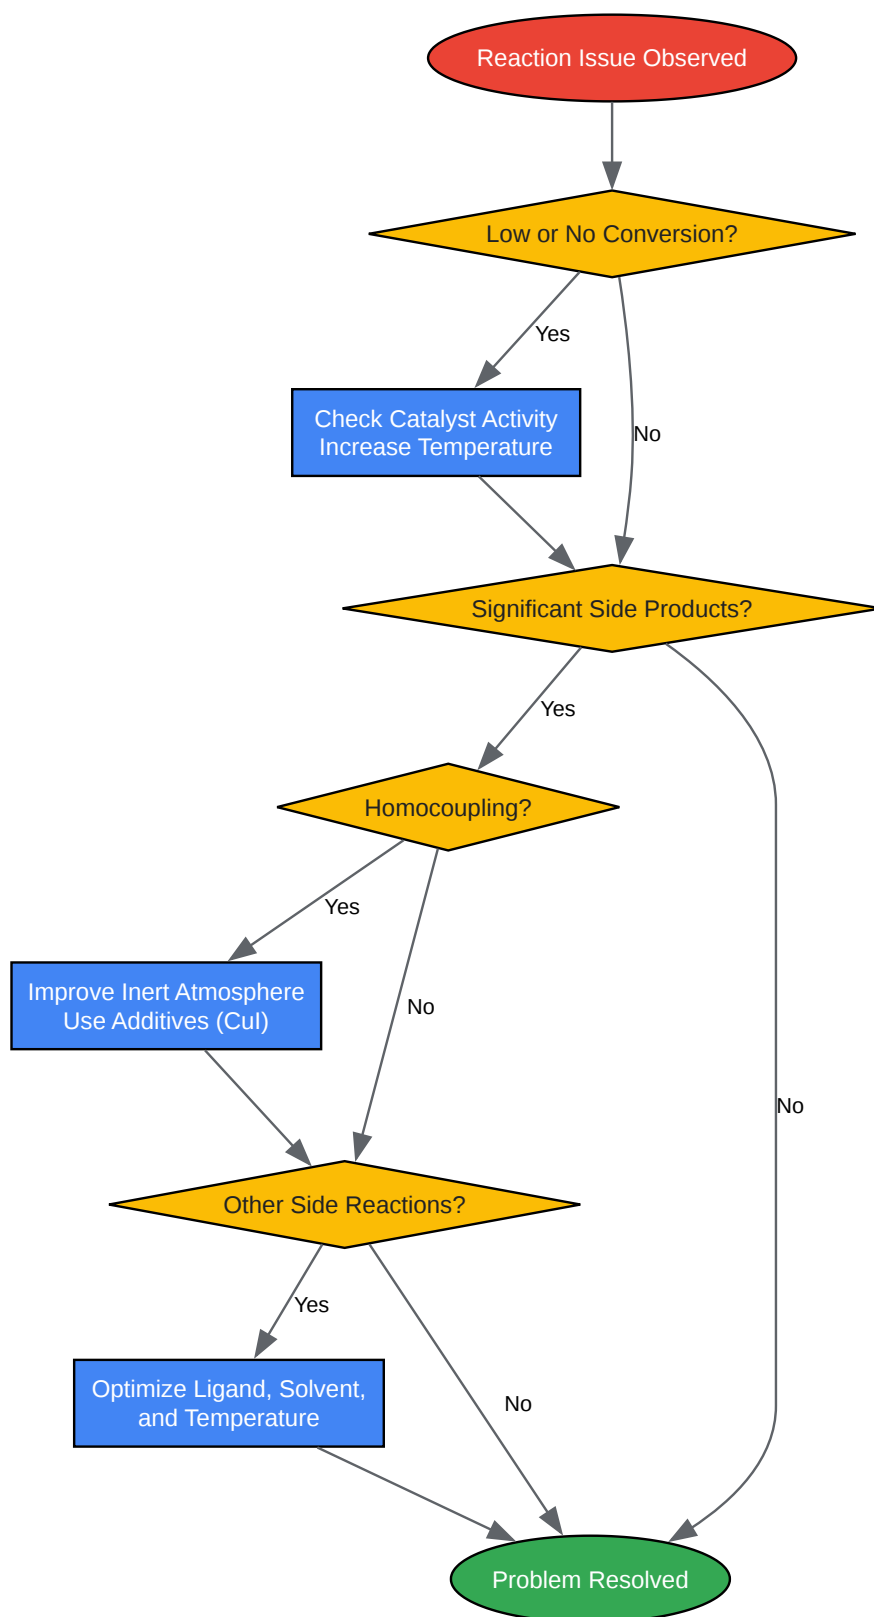 Reaction Issue Observed
Low or No Conversion?
Yes
Check Catalyst Activity
Increase Temperature
No
Significant Side Products?
Yes
Homocoupling?
Yes
Improve Inert Atmosphere
Use Additives (CuI)
No
No
Other Side Reactions?
Yes
Optimize Ligand, Solvent,
and Temperature
No
Problem Resolved